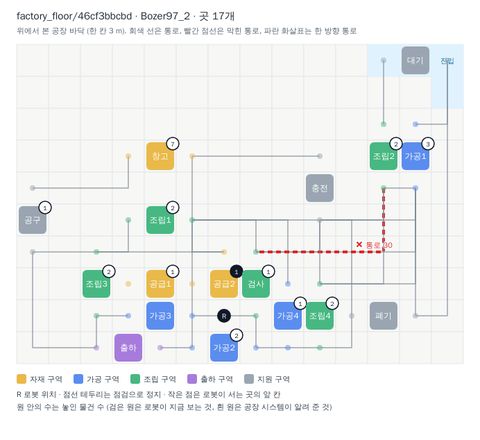 factory_floor/46cf3bbcbd · Bozer97_2 · 곳 17개
위에서 본 공장 바닥 (한 칸 3 m). 회색 선은 통로, 빨간 점선은 막힌 통로, 파란 화살표는 한 방향 통로
대기 진입
창고 7 조립2 2 가공1 3
충전
공구 1 조립1 2
✕ 통로 30
조립3 2 공급1 1 공급2 1 검사 1
가공3 R 가공4 1 조립4 2 폐기
출하 가공2 2
자재 구역 가공 구역 조립 구역 출하 구역 지원 구역
R 로봇 위치 · 점선 테두리는 점검으로 정지 · 작은 점은 로봇이 서는 곳의 앞 칸
원 안의 수는 놓인 물건 수 (검은 원은 로봇이 지금 보는 것, 흰 원은 공장 시스템이 알려 준 것)